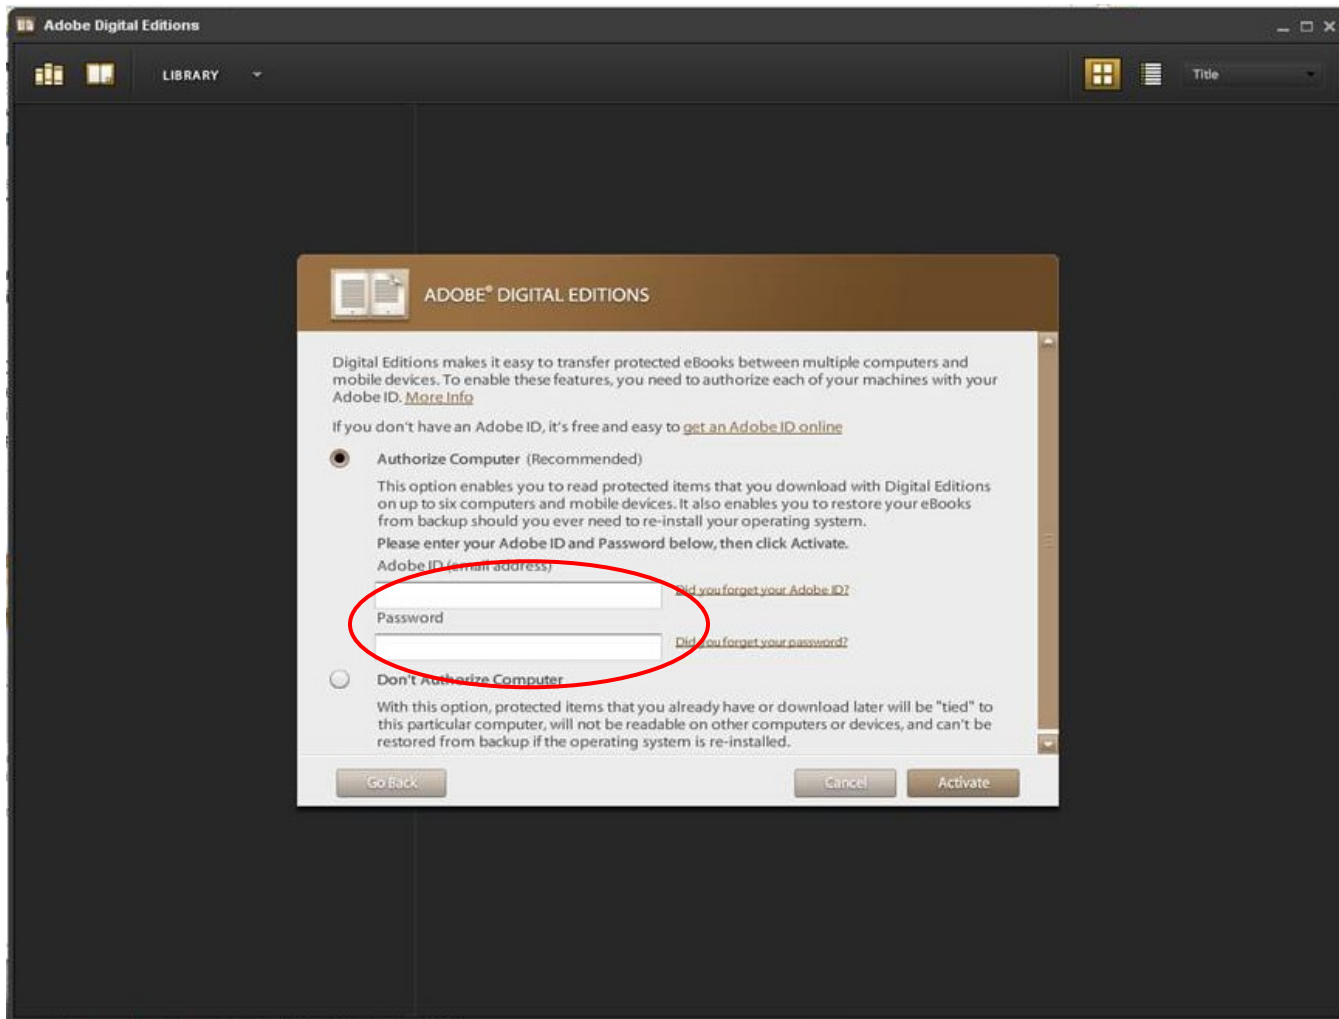 Adobe Digital Editions
LIBRARY
Title
ADOBE® DIGITAL EDITIONS
Digital Editions makes it easy to transfer protected eBooks between multiple computers and
mobile devices. To enable these features, you need to authorize each of your machines with your
Adobe ID. More Info
If you don't have an Adobe ID, it's free and easy to get an Adobe ID online
Authorize Computer (Recommended)
This option enables you to read protected items that you download with Digital Editions
on up to six computers and mobile devices. It also enables you to restore your eBooks
from backup should you ever need to re-install your operating system.
Please enter your Adobe ID and Password below, then click Activate.
Adobe ID (email address)
Did you forget your Adobe ID?
Password
Did you forget your password?
Don't Authorize Computer
With this option, protected items that you already have or download later will be "tied" to
this particular computer, will not be readable on other computers or devices, and can't be
restored from backup if the operating system is re-installed.
Go Back
Cancel
Activate